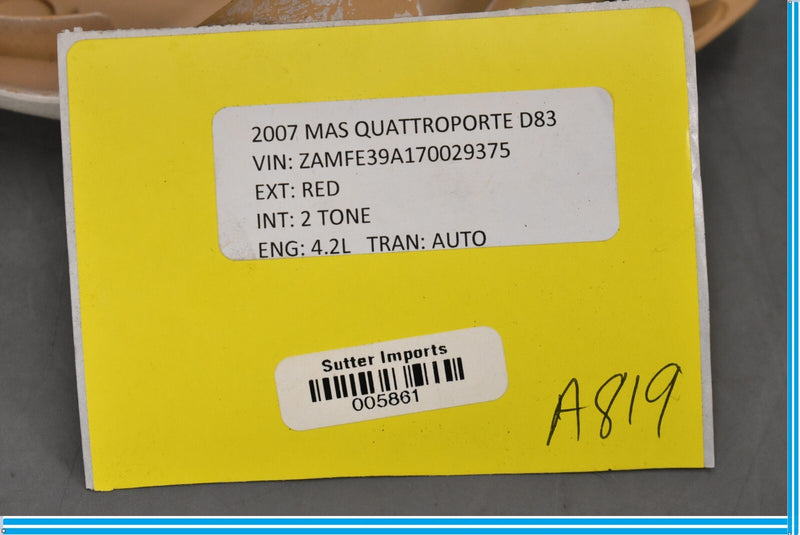 2007 MAS QUATTROPORTE D83
VIN: ZAMFE39A170029375
EXT: RED
INT: 2 TONE
ENG: 4.2L TRAN: AUTO
Sutter Imports
005861
A819